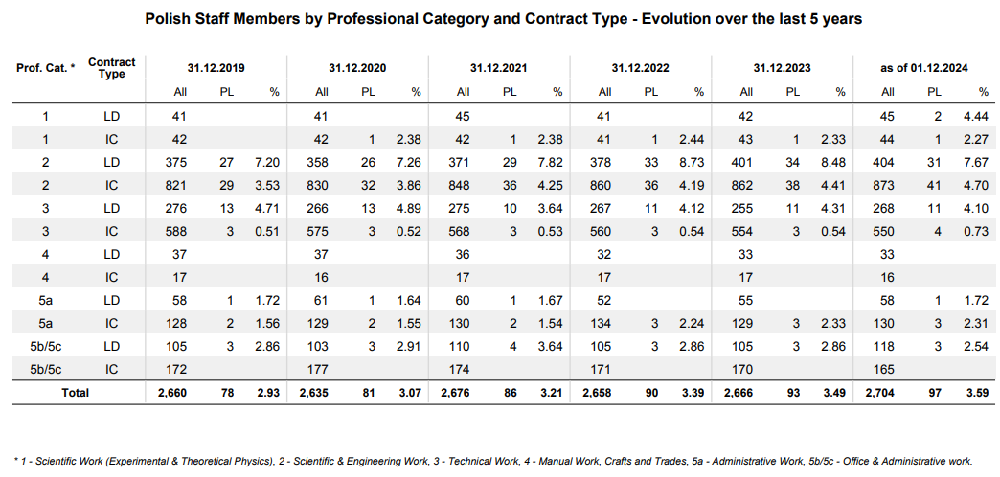 Polish Staff Members by Professional Category and Contract Type - Evolution over the last 5 years
Prof. Cat. * Contract Type 31.12.2019 31.12.2020 31.12.2021 31.12.2022 31.12.2023 as of 01.12.2024
All PL % All PL % All PL % All PL % All PL % All PL %
1 LD 41 41 45 41 42 45 2 4.44
1 IC 42 42 1 2.38 42 1 2.38 41 1 2.44 43 1 2.33 44 1 2.27
2 LD 375 27 7.20 358 26 7.26 371 29 7.82 378 33 8.73 401 34 8.48 404 31 7.67
2 IC 821 29 3.53 830 32 3.86 848 36 4.25 860 36 4.19 862 38 4.41 873 41 4.70
3 LD 276 13 4.71 266 13 4.89 275 10 3.64 267 11 4.12 255 11 4.31 268 11 4.10
3 IC 588 3 0.51 575 3 0.52 568 3 0.53 560 3 0.54 554 3 0.54 550 4 0.73
4 LD 37 37 36 32 33 33
4 IC 17 16 17 17 17 16
5a LD 58 1 1.72 61 1 1.64 60 1 1.67 52 55 58 1 1.72
5a IC 128 2 1.56 129 2 1.55 130 2 1.54 134 3 2.24 129 3 2.33 130 3 2.31
5b/5c LD 105 3 2.86 103 3 2.91 110 4 3.64 105 3 2.86 105 3 2.86 118 3 2.54
5b/5c IC 172 177 174 171 170 165
Total 2,660 78 2.93 2,635 81 3.07 2,676 86 3.21 2,658 90 3.39 2,666 93 3.49 2,704 97 3.59
* 1 - Scientific Work (Experimental & Theoretical Physics), 2 - Scientific & Engineering Work, 3 - Technical Work, 4 - Manual Work, Crafts and Trades, 5a - Administrative Work, 5b/5c - Office & Administrative work.